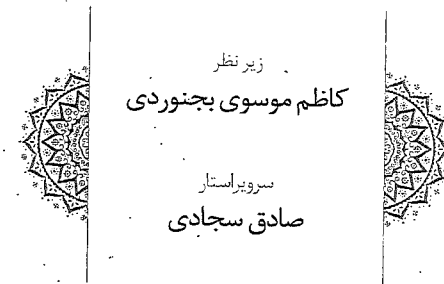 زیر نظر
کاظم موسوی بجنوردی
سرویراستار
صادق سجادی